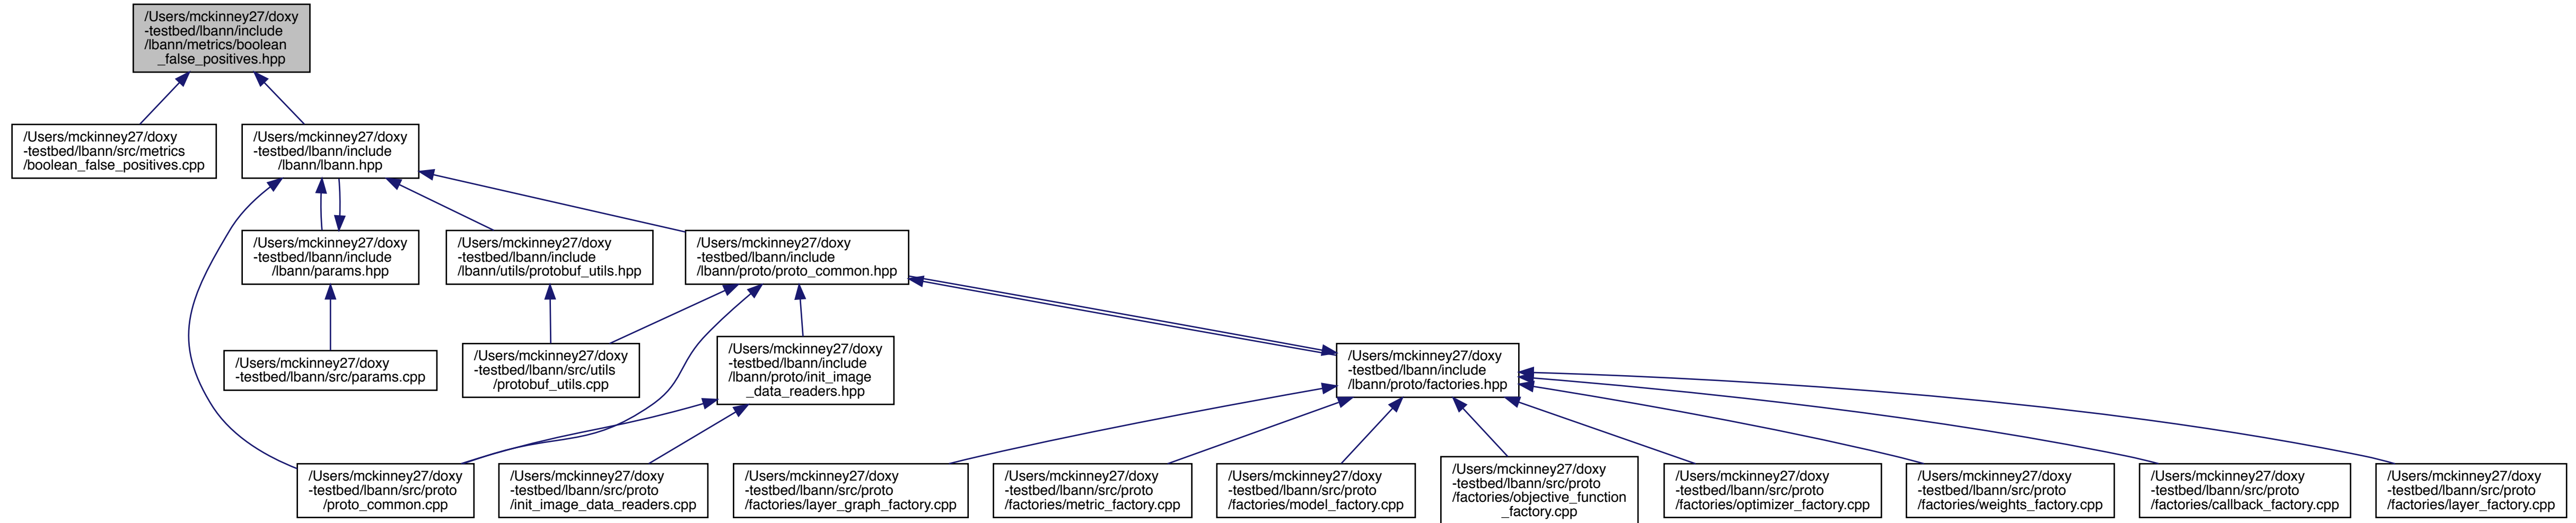 /Users/mckinney27/doxy
-testbed/lbann/include
/lbann/metrics/boolean
_false_positives.hpp
/Users/mckinney27/doxy
-testbed/lbann/src/metrics
/boolean_false_positives.cpp
/Users/mckinney27/doxy
-testbed/lbann/include
/lbann/lbann.hpp
/Users/mckinney27/doxy
-testbed/lbann/include
/lbann/params.hpp
/Users/mckinney27/doxy
-testbed/lbann/include
/lbann/utils/protobuf_utils.hpp
/Users/mckinney27/doxy
-testbed/lbann/include
/lbann/proto/proto_common.hpp
/Users/mckinney27/doxy
-testbed/lbann/src/params.cpp
/Users/mckinney27/doxy
-testbed/lbann/src/utils
/protobuf_utils.cpp
/Users/mckinney27/doxy
-testbed/lbann/include
/lbann/proto/init_image
_data_readers.hpp
/Users/mckinney27/doxy
-testbed/lbann/include
/lbann/proto/factories.hpp
/Users/mckinney27/doxy
-testbed/lbann/src/proto
/proto_common.cpp
/Users/mckinney27/doxy
-testbed/lbann/src/proto
/init_image_data_readers.cpp
/Users/mckinney27/doxy
-testbed/lbann/src/proto
/factories/layer_graph_factory.cpp
/Users/mckinney27/doxy
-testbed/lbann/src/proto
/factories/metric_factory.cpp
/Users/mckinney27/doxy
-testbed/lbann/src/proto
/factories/model_factory.cpp
/Users/mckinney27/doxy
-testbed/lbann/src/proto
/factories/objective_function
_factory.cpp
/Users/mckinney27/doxy
-testbed/lbann/src/proto
/factories/optimizer_factory.cpp
/Users/mckinney27/doxy
-testbed/lbann/src/proto
/factories/weights_factory.cpp
/Users/mckinney27/doxy
-testbed/lbann/src/proto
/factories/callback_factory.cpp
/Users/mckinney27/doxy
-testbed/lbann/src/proto
/factories/layer_factory.cpp